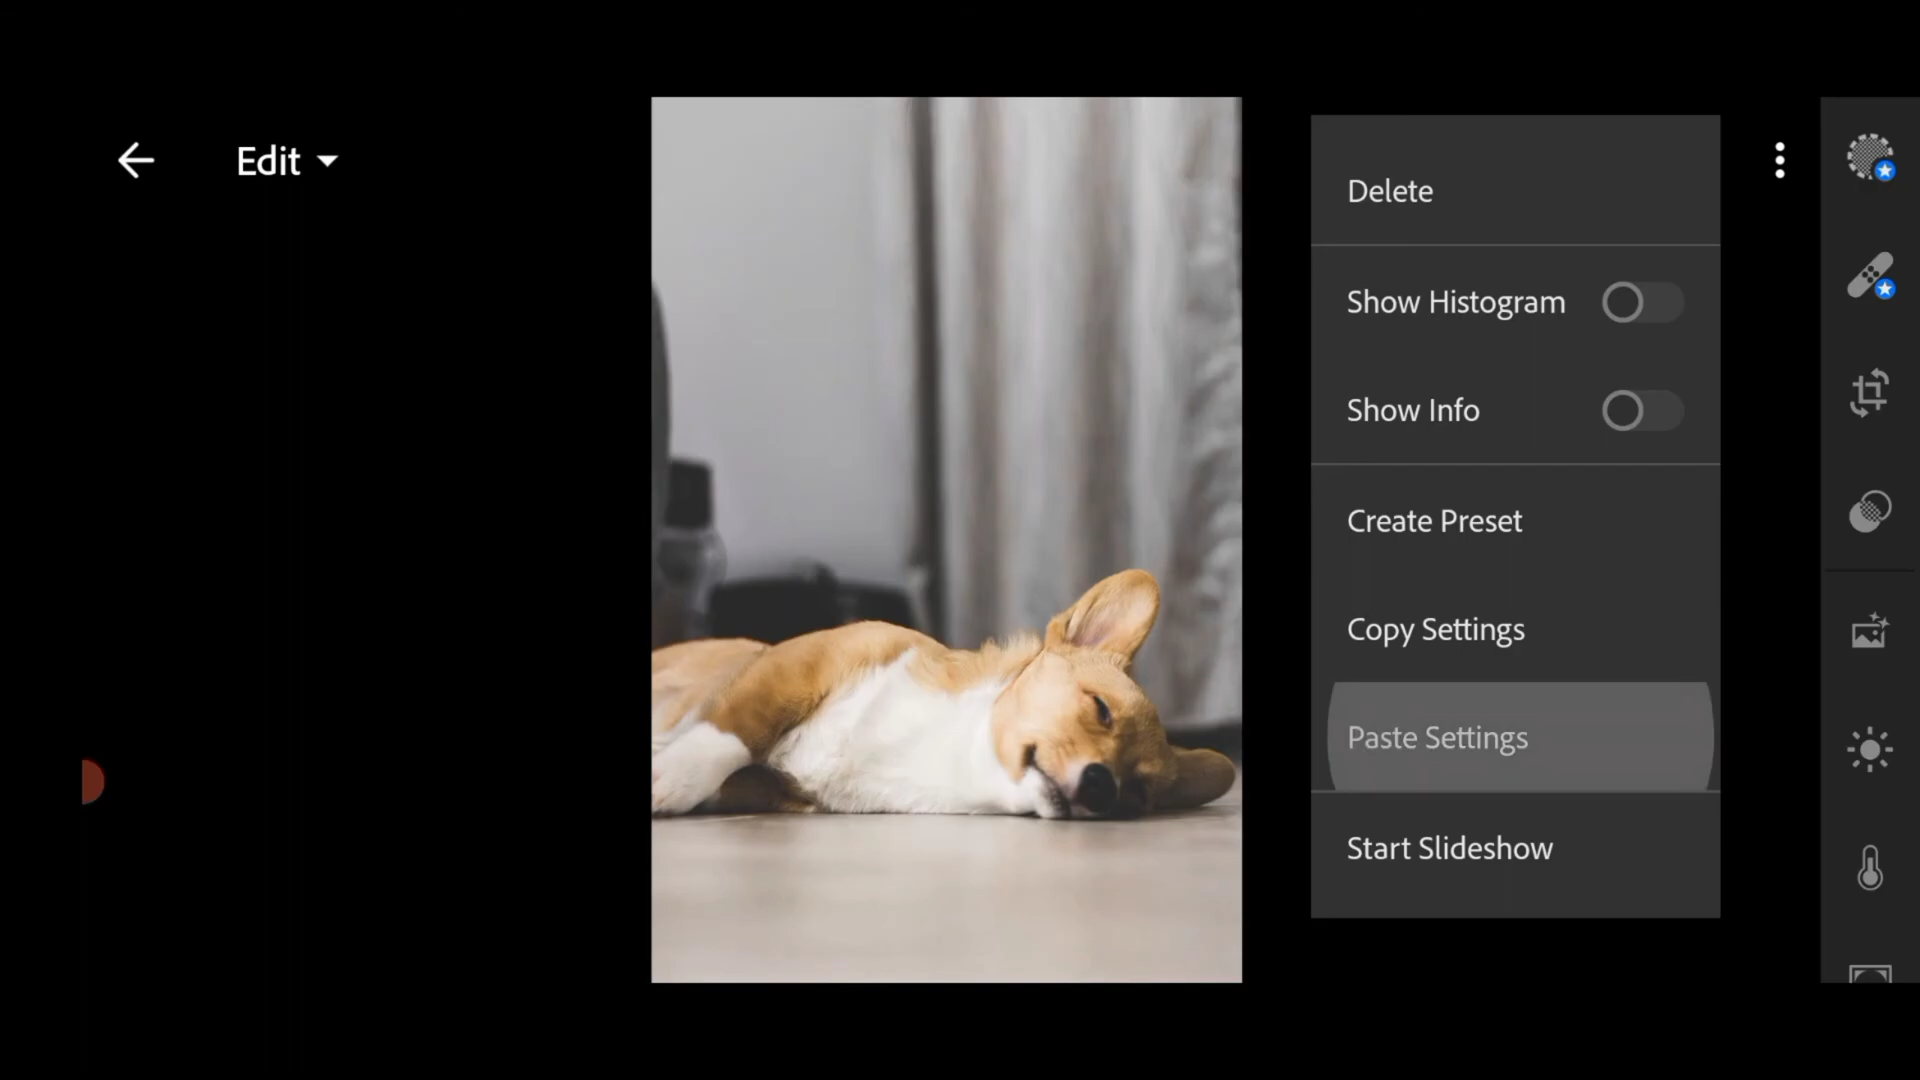 Edit
Delete
Show Histogram
Show Info
Create Preset
Copy Settings
Paste Settings
Start Slideshow